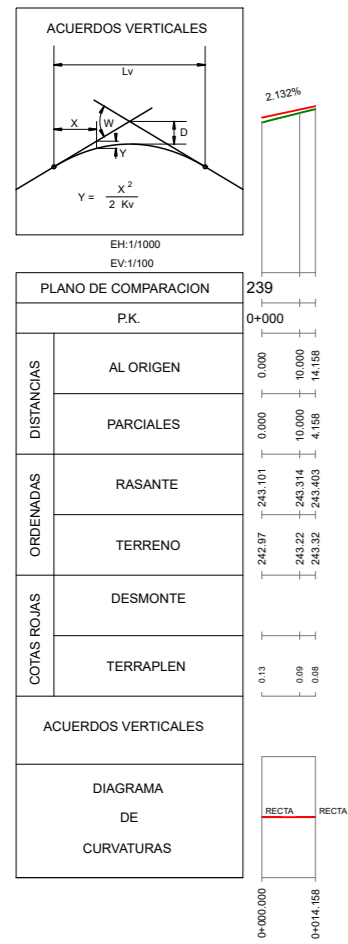 ACUERDOS VERTICALES
Lv
X
W
D
Y
Y = X 2 / 2 Kv
2.132%
EH:1/1000
EV:1/100
PLANO DE COMPARACION 239
P.K. 0+000
DISTANCIAS
AL ORIGEN 0.000 10.000 14.158
PARCIALES 0.000 10.000 4.158
ORDENADAS
RASANTE 243.101 243.314 243.403
TERRENO 242.97 243.22 243.32
COTAS ROJAS
DESMONTE
TERRAPLEN 0.13 0.09 0.08
ACUERDOS VERTICALES
DIAGRAMA
DE
CURVATURAS
RECTA RECTA
0+000.000 0+014.158